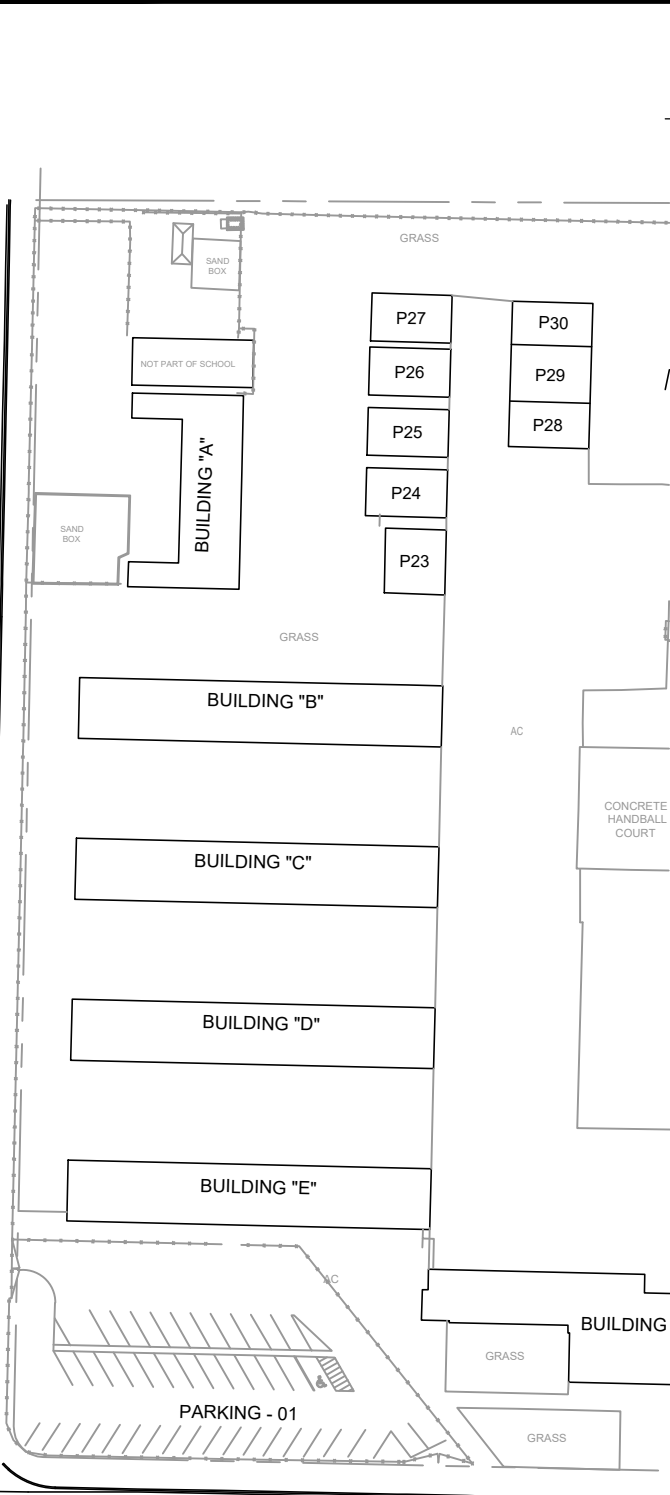 GRASS
SAND
BOX
P27
P30
P26
P29
NOT PART OF SCHOOL
P25
P28
BUILDING "A"
P24
SAND
BOX
P23
GRASS
BUILDING "B"
AC
CONCRETE
HANDBALL
COURT
BUILDING "C"
BUILDING "D"
BUILDING "E"
AC
BUILDING
GRASS
PARKING - 01
GRASS